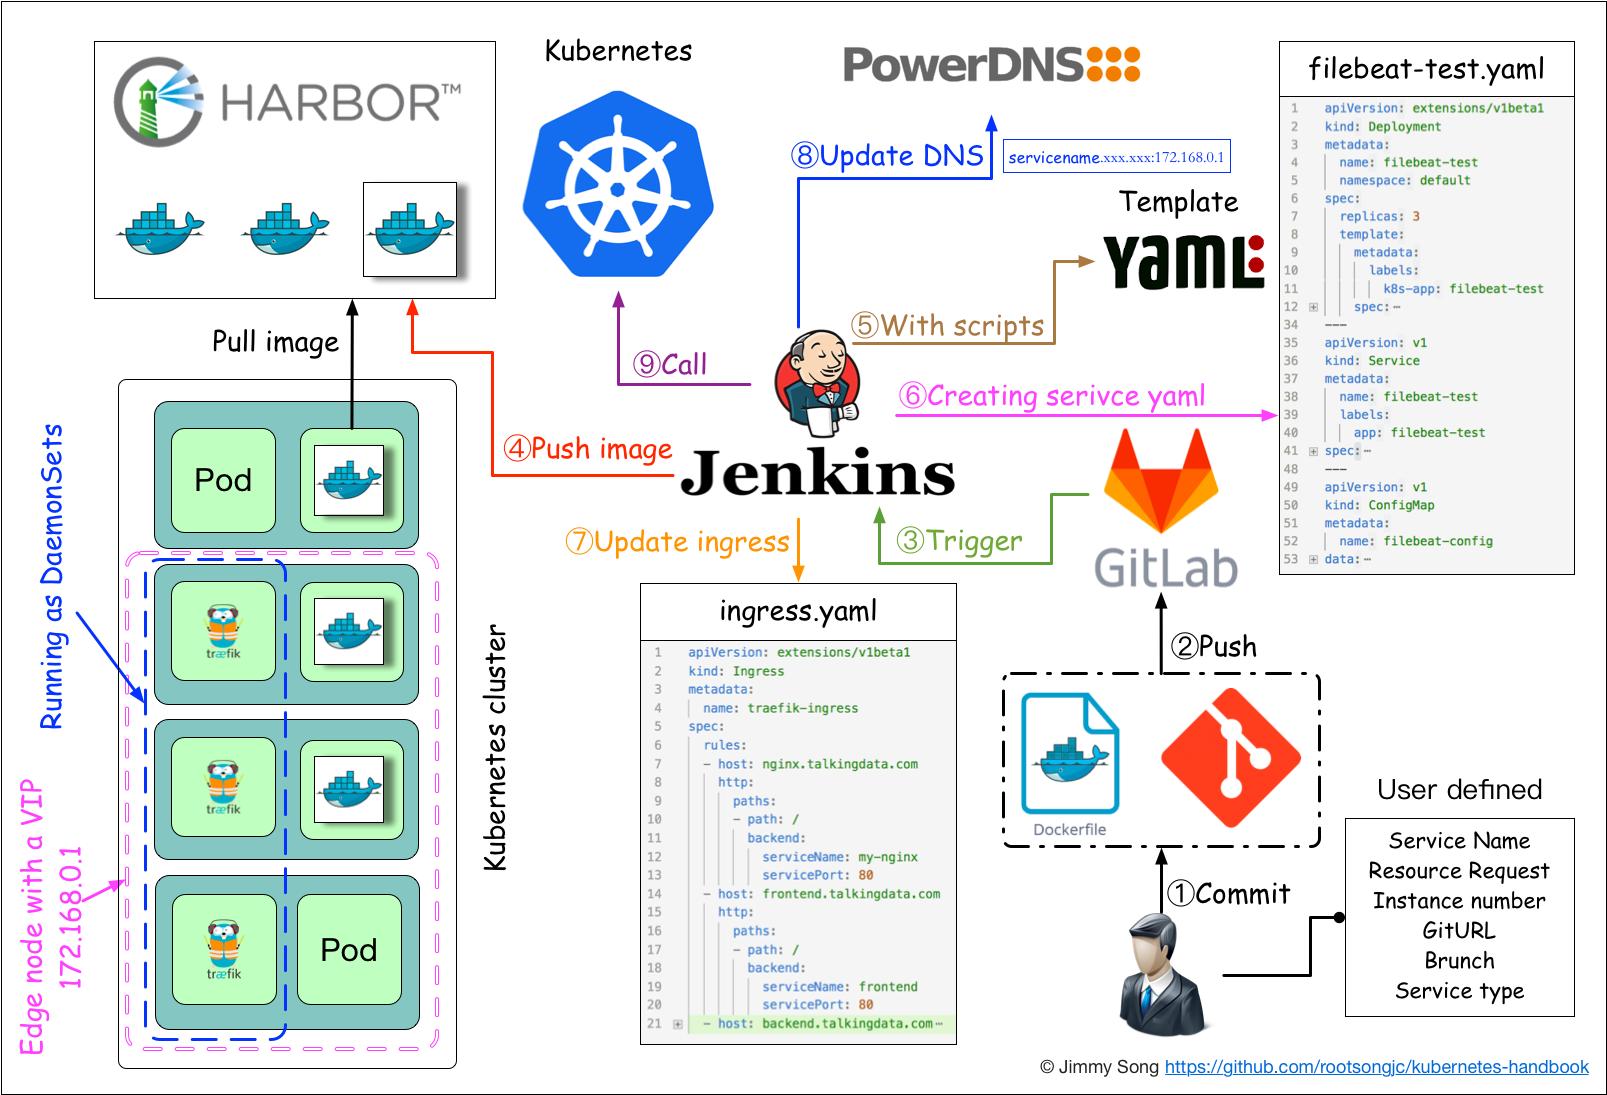 HARBOR™
Kubernetes
PowerDNS
⑧Update DNS
servicename.xxx.xxx:172.168.0.1
Template
YAML
⑤With scripts
⑨Call
⑥Creating serivce yaml
Pull image
④Push image
Jenkins
⑦Update ingress
③Trigger
GitLab
②Push
Dockerfile
①Commit
User defined
Service Name
Resource Request
Instance number
GitURL
Brunch
Service type
filebeat-test.yaml
1 apiVersion: extensions/v1beta1
2 kind: Deployment
3 metadata:
4 name: filebeat-test
5 namespace: default
6 spec:
7 replicas: 3
8 template:
9 metadata:
10 labels:
11 k8s-app: filebeat-test
12 spec:⋯
34 ---
35 apiVersion: v1
36 kind: Service
37 metadata:
38 name: filebeat-test
39 labels:
40 app: filebeat-test
41 spec:⋯
48 ---
49 apiVersion: v1
50 kind: ConfigMap
51 metadata:
52 name: filebeat-config
53 data:⋯
ingress.yaml
1 apiVersion: extensions/v1beta1
2 kind: Ingress
3 metadata:
4 name: traefik-ingress
5 spec:
6 rules:
7 - host: nginx.talkingdata.com
8 http:
9 paths:
10 - path: /
11 backend:
12 serviceName: my-nginx
13 servicePort: 80
14 - host: frontend.talkingdata.com
15 http:
16 paths:
17 - path: /
18 backend:
19 serviceName: frontend
20 servicePort: 80
21 - host: backend.talkingdata.com⋯
Pod
træfik
træfik
træfik
Pod
Running as DaemonSets
Edge node with a VIP
172.168.0.1
Kubernetes cluster
© Jimmy Song https://github.com/rootsongjc/kubernetes-handbook